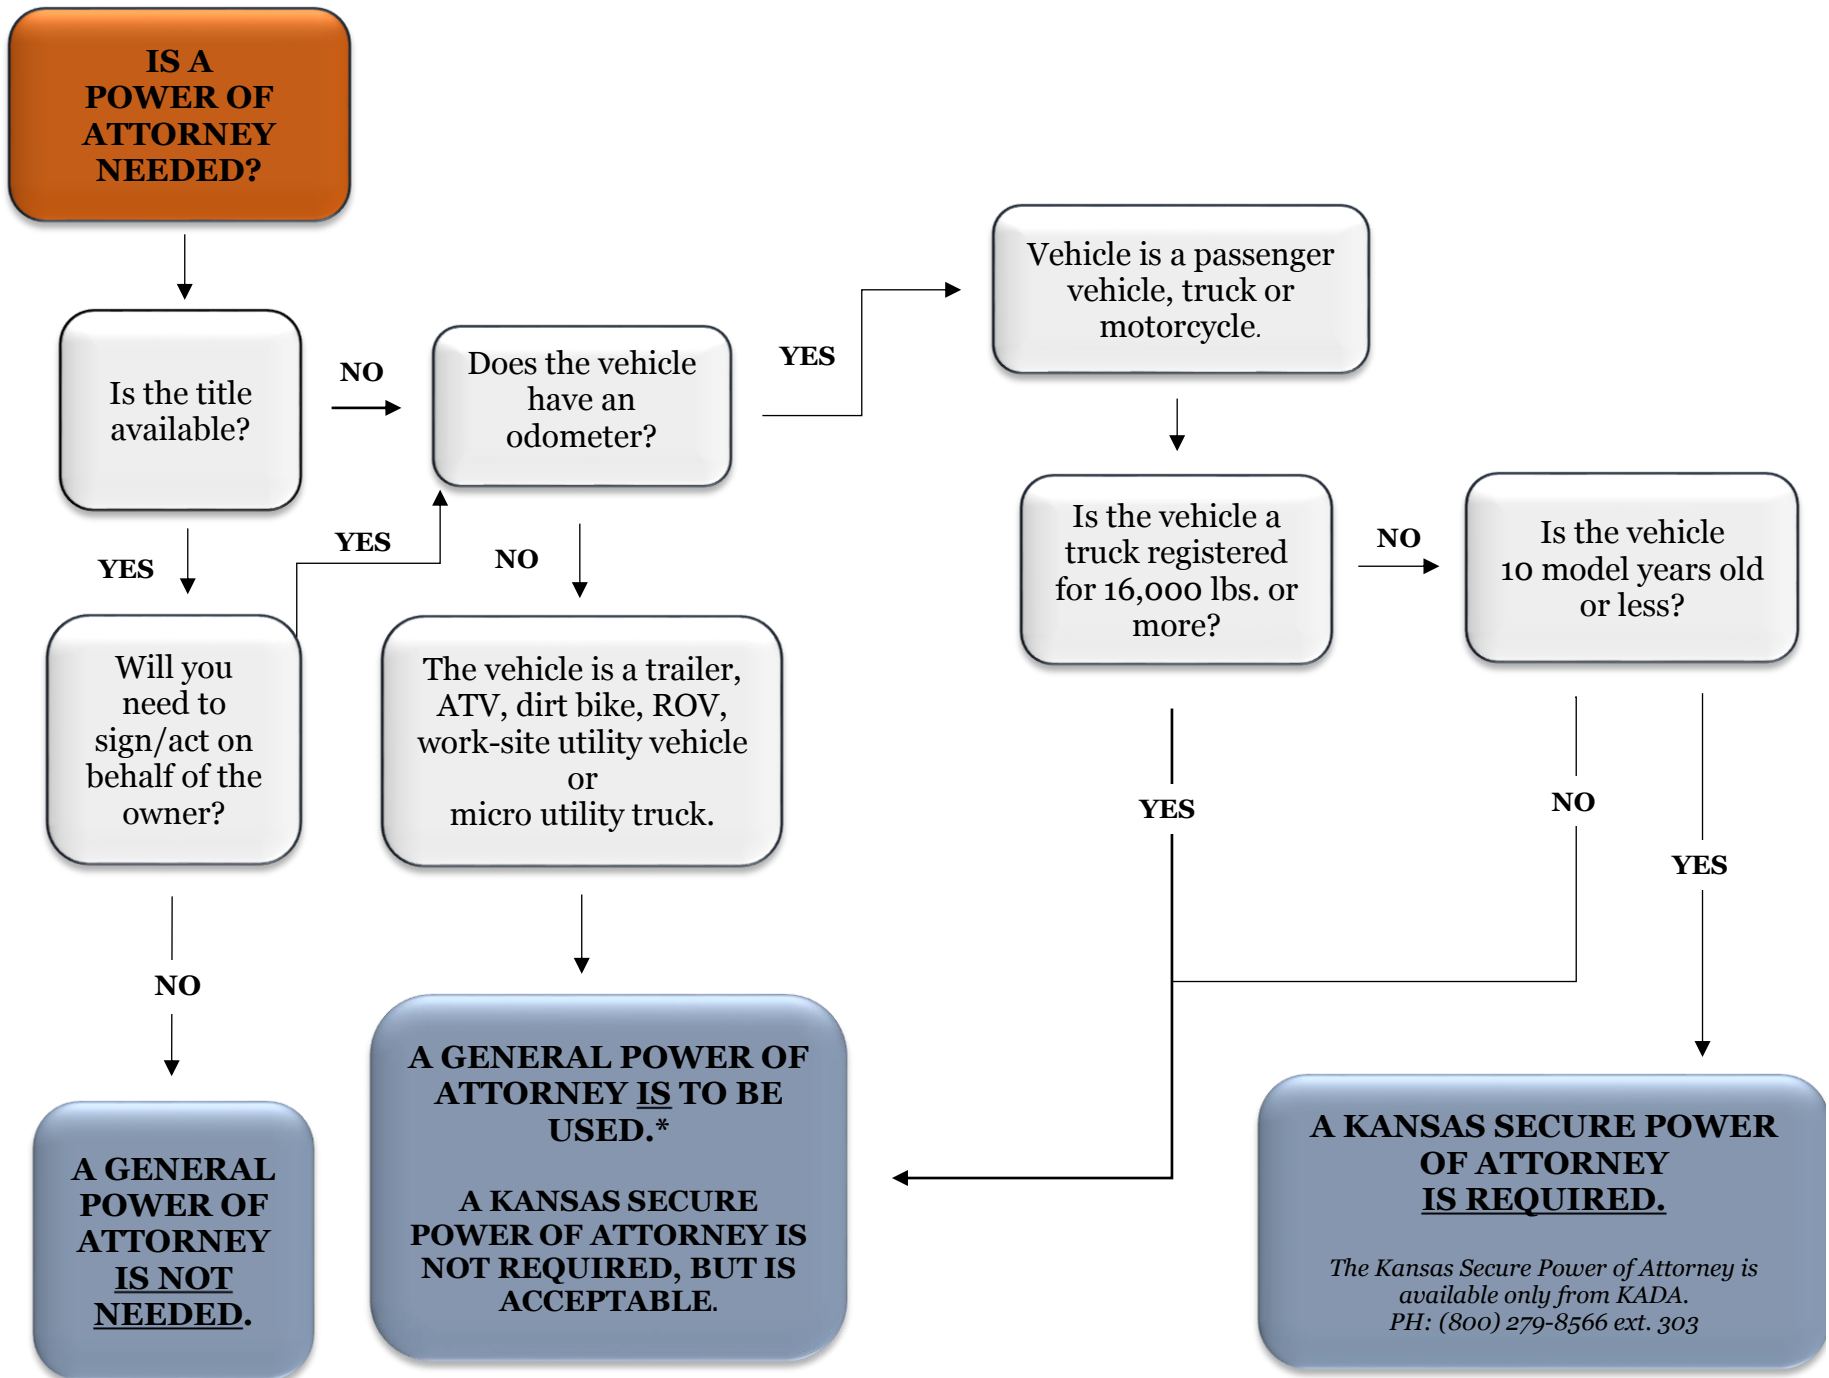 IS A
POWER OF
ATTORNEY
NEEDED?
Is the title
available?
NO
Does the vehicle
have an
odometer?
YES
Vehicle is a passenger
vehicle, truck or
motorcycle.
YES
Will you
need to
sign/act on
behalf of the
owner?
YES
NO
The vehicle is a trailer,
ATV, dirt bike, ROV,
work-site utility vehicle
or
micro utility truck.
Is the vehicle a
truck registered
for 16,000 lbs. or
more?
NO
Is the vehicle
10 model years old
or less?
YES
NO
YES
NO
A GENERAL
POWER OF
ATTORNEY
IS NOT
NEEDED.
A GENERAL POWER OF
ATTORNEY IS TO BE
USED.*
A KANSAS SECURE
POWER OF ATTORNEY IS
NOT REQUIRED, BUT IS
ACCEPTABLE.
A KANSAS SECURE POWER
OF ATTORNEY
IS REQUIRED.
The Kansas Secure Power of Attorney is
available only from KADA.
PH: (800) 279-8566 ext. 303